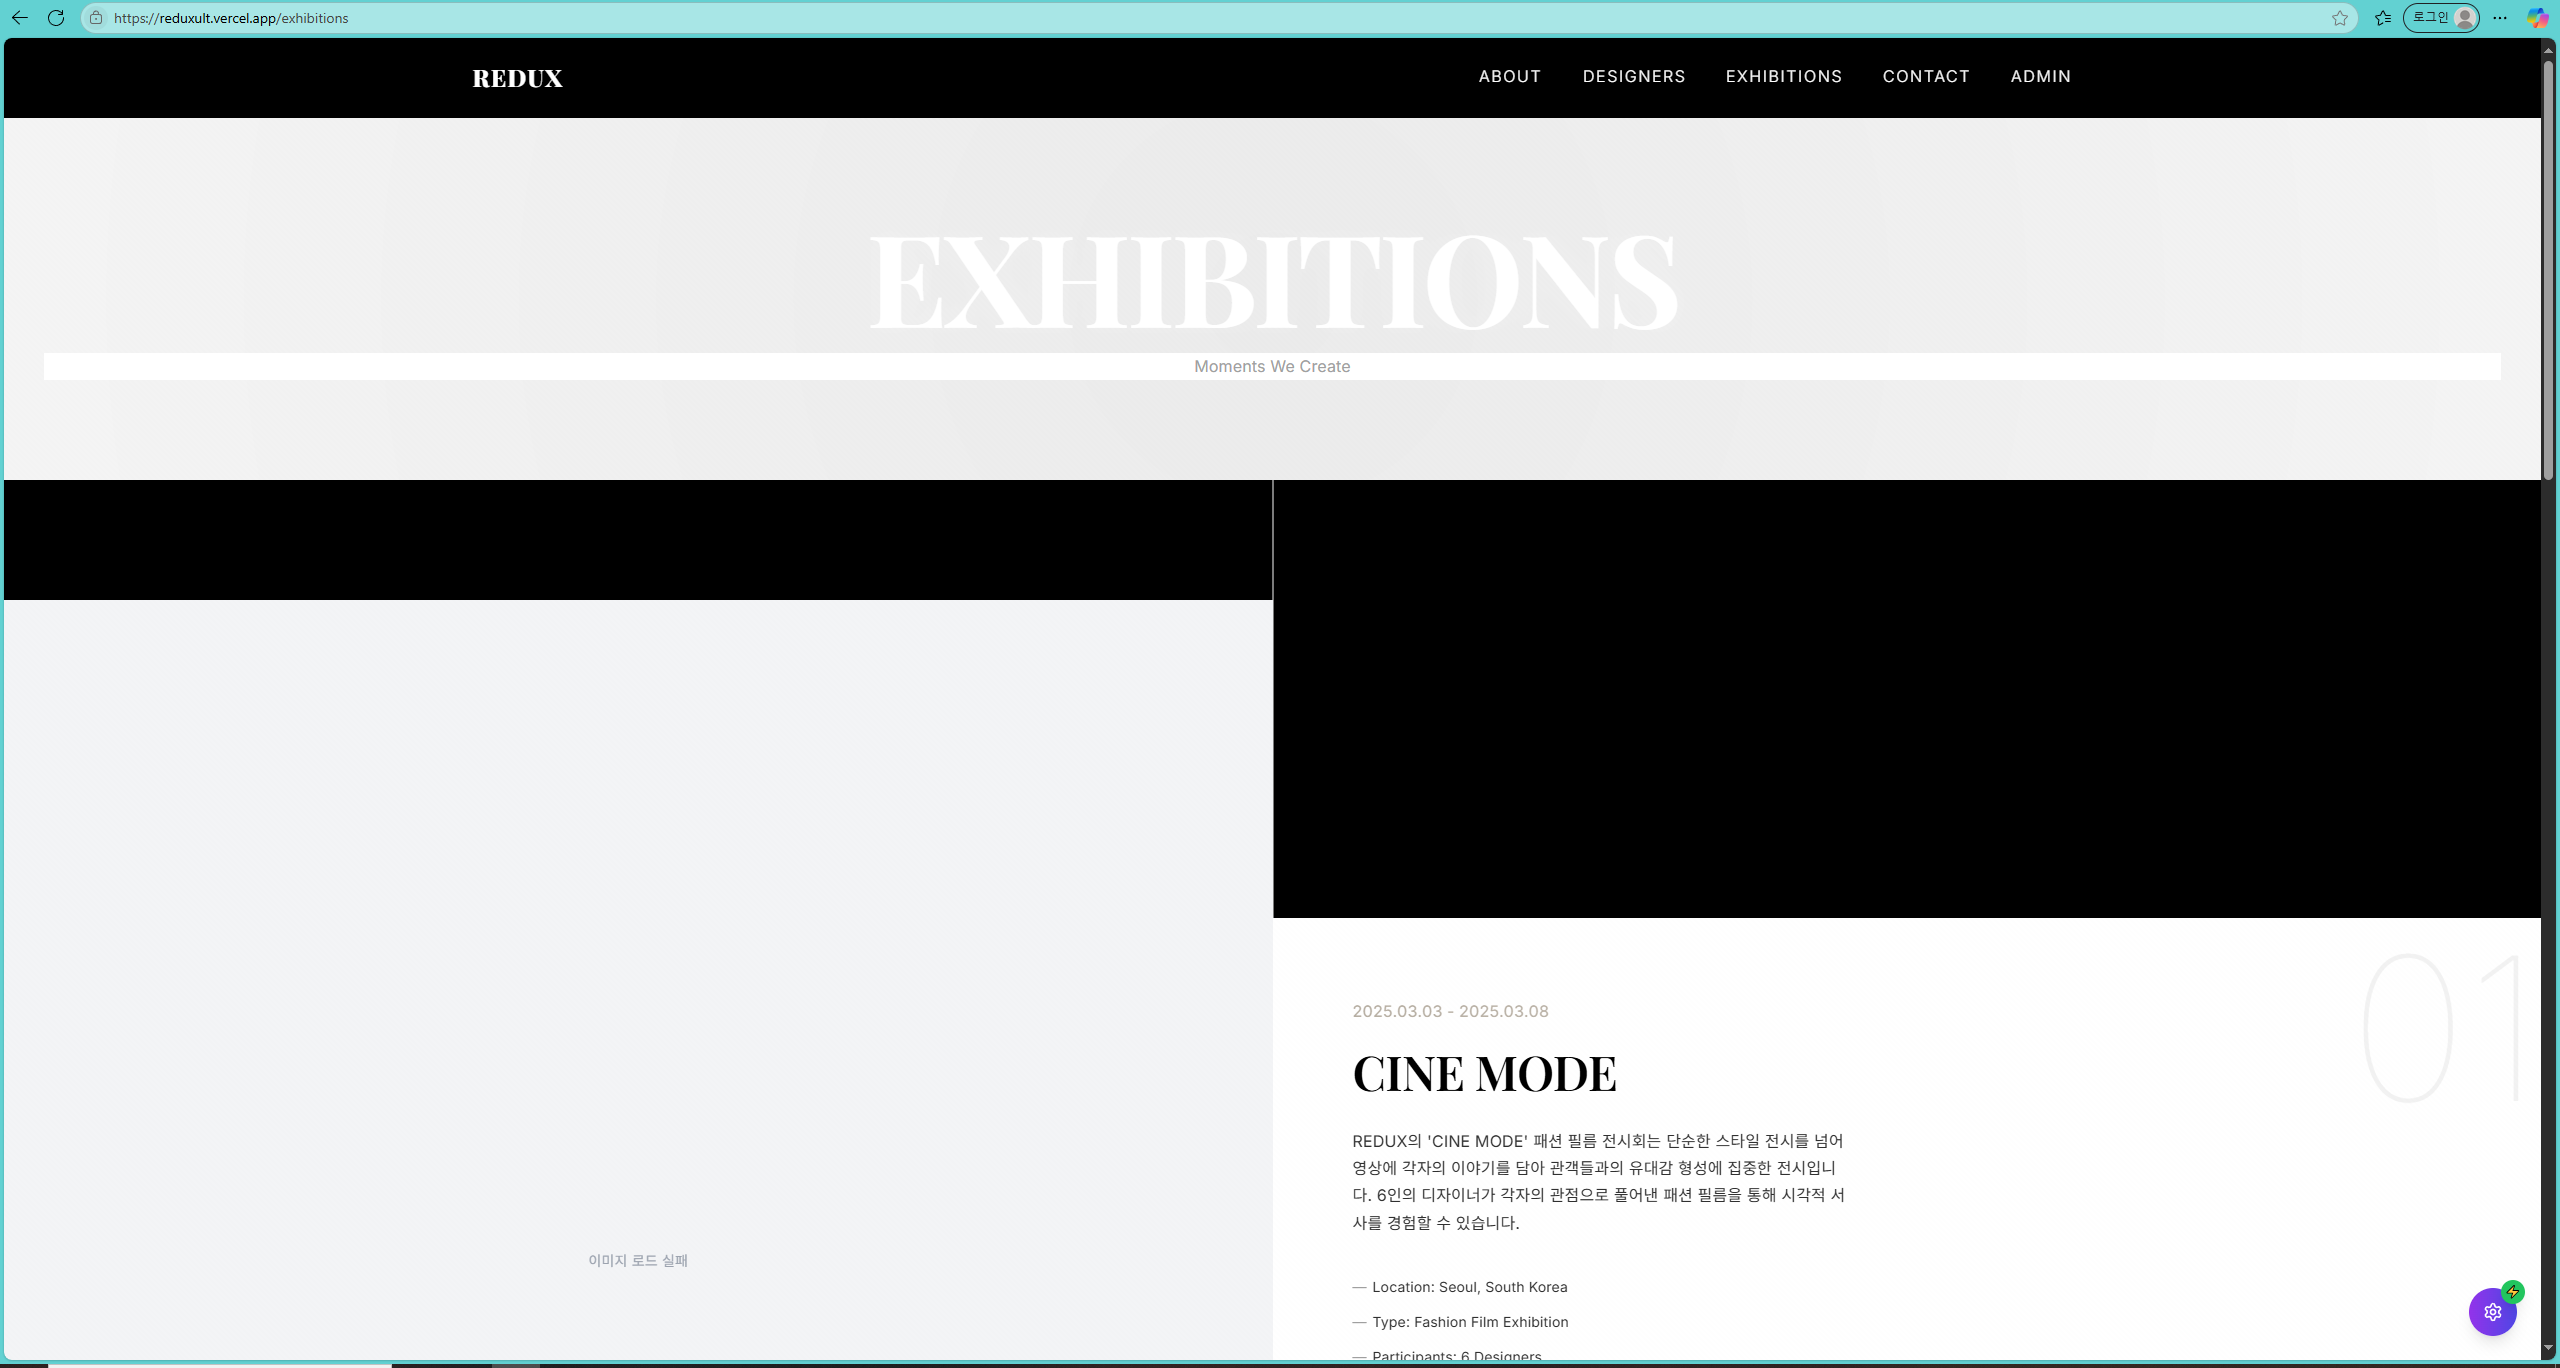 https://reduxult.vercel.app/exhibitions
로그인
REDUX
ABOUT
DESIGNERS
EXHIBITIONS
CONTACT
ADMIN
EXHIBITIONS
Moments We Create
01
2025.03.03 - 2025.03.08
CINE MODE
REDUX의 'CINE MODE' 패션 필름 전시회는 단순한 스타일 전시를 넘어
영상에 각자의 이야기를 담아 관객들과의 유대감 형성에 집중한 전시입니
다. 6인의 디자이너가 각자의 관점으로 풀어낸 패션 필름을 통해 시각적 서
사를 경험할 수 있습니다.
이미지 로드 실패
— Location: Seoul, South Korea
— Type: Fashion Film Exhibition
— Participants: 6 Designers